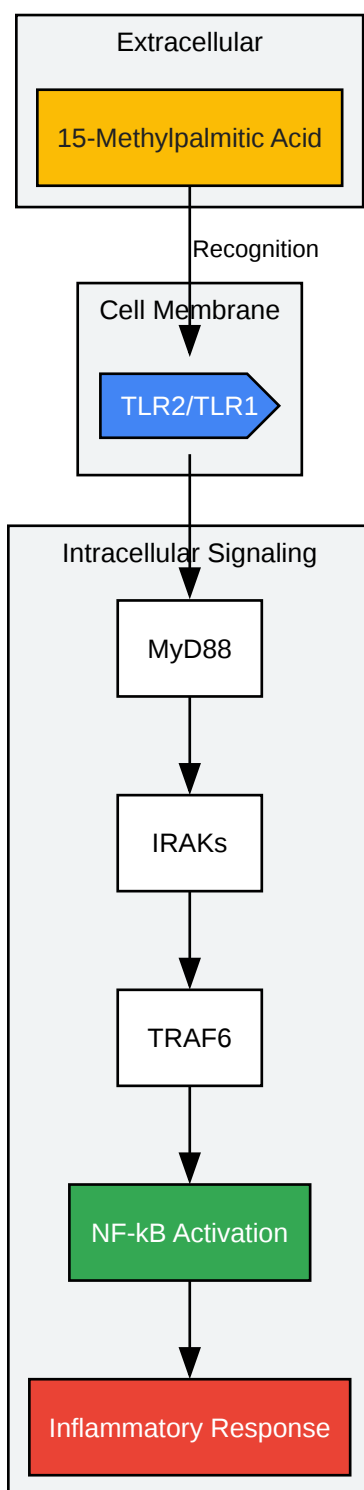 Extracellular
15-Methylpalmitic Acid
Recognition
Cell Membrane
TLR2/TLR1
Intracellular Signaling
MyD88
IRAKs
TRAF6
NF-kB Activation
Inflammatory Response